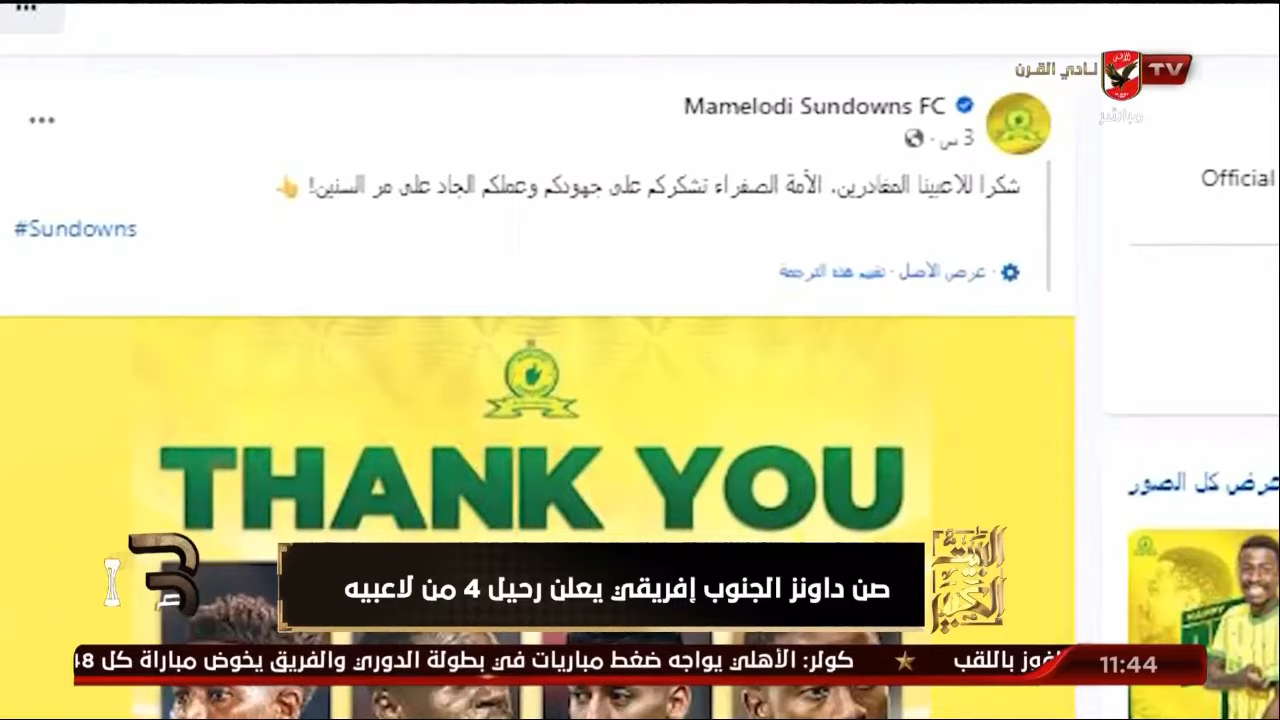 نادي القرن
TV
مباشر
Mamelodi Sundowns FC
3 س
Official
شكرا للاعبينا المغادرين، الأمة الصفراء تشكركم على جهودكم وعملكم الجاد على مر السنين!
#Sundowns
عرض الأصل · تقييم هذه الترجمة
عرض كل الصور
THANK YOU
البيت الكبير
صن داونز الجنوب إفريقي يعلن رحيل 4 من لاعبيه
كولر: الأهلي يواجه ضغط مباريات في بطولة الدوري والفريق يخوض مباراة كل 48
باللقب
11:44